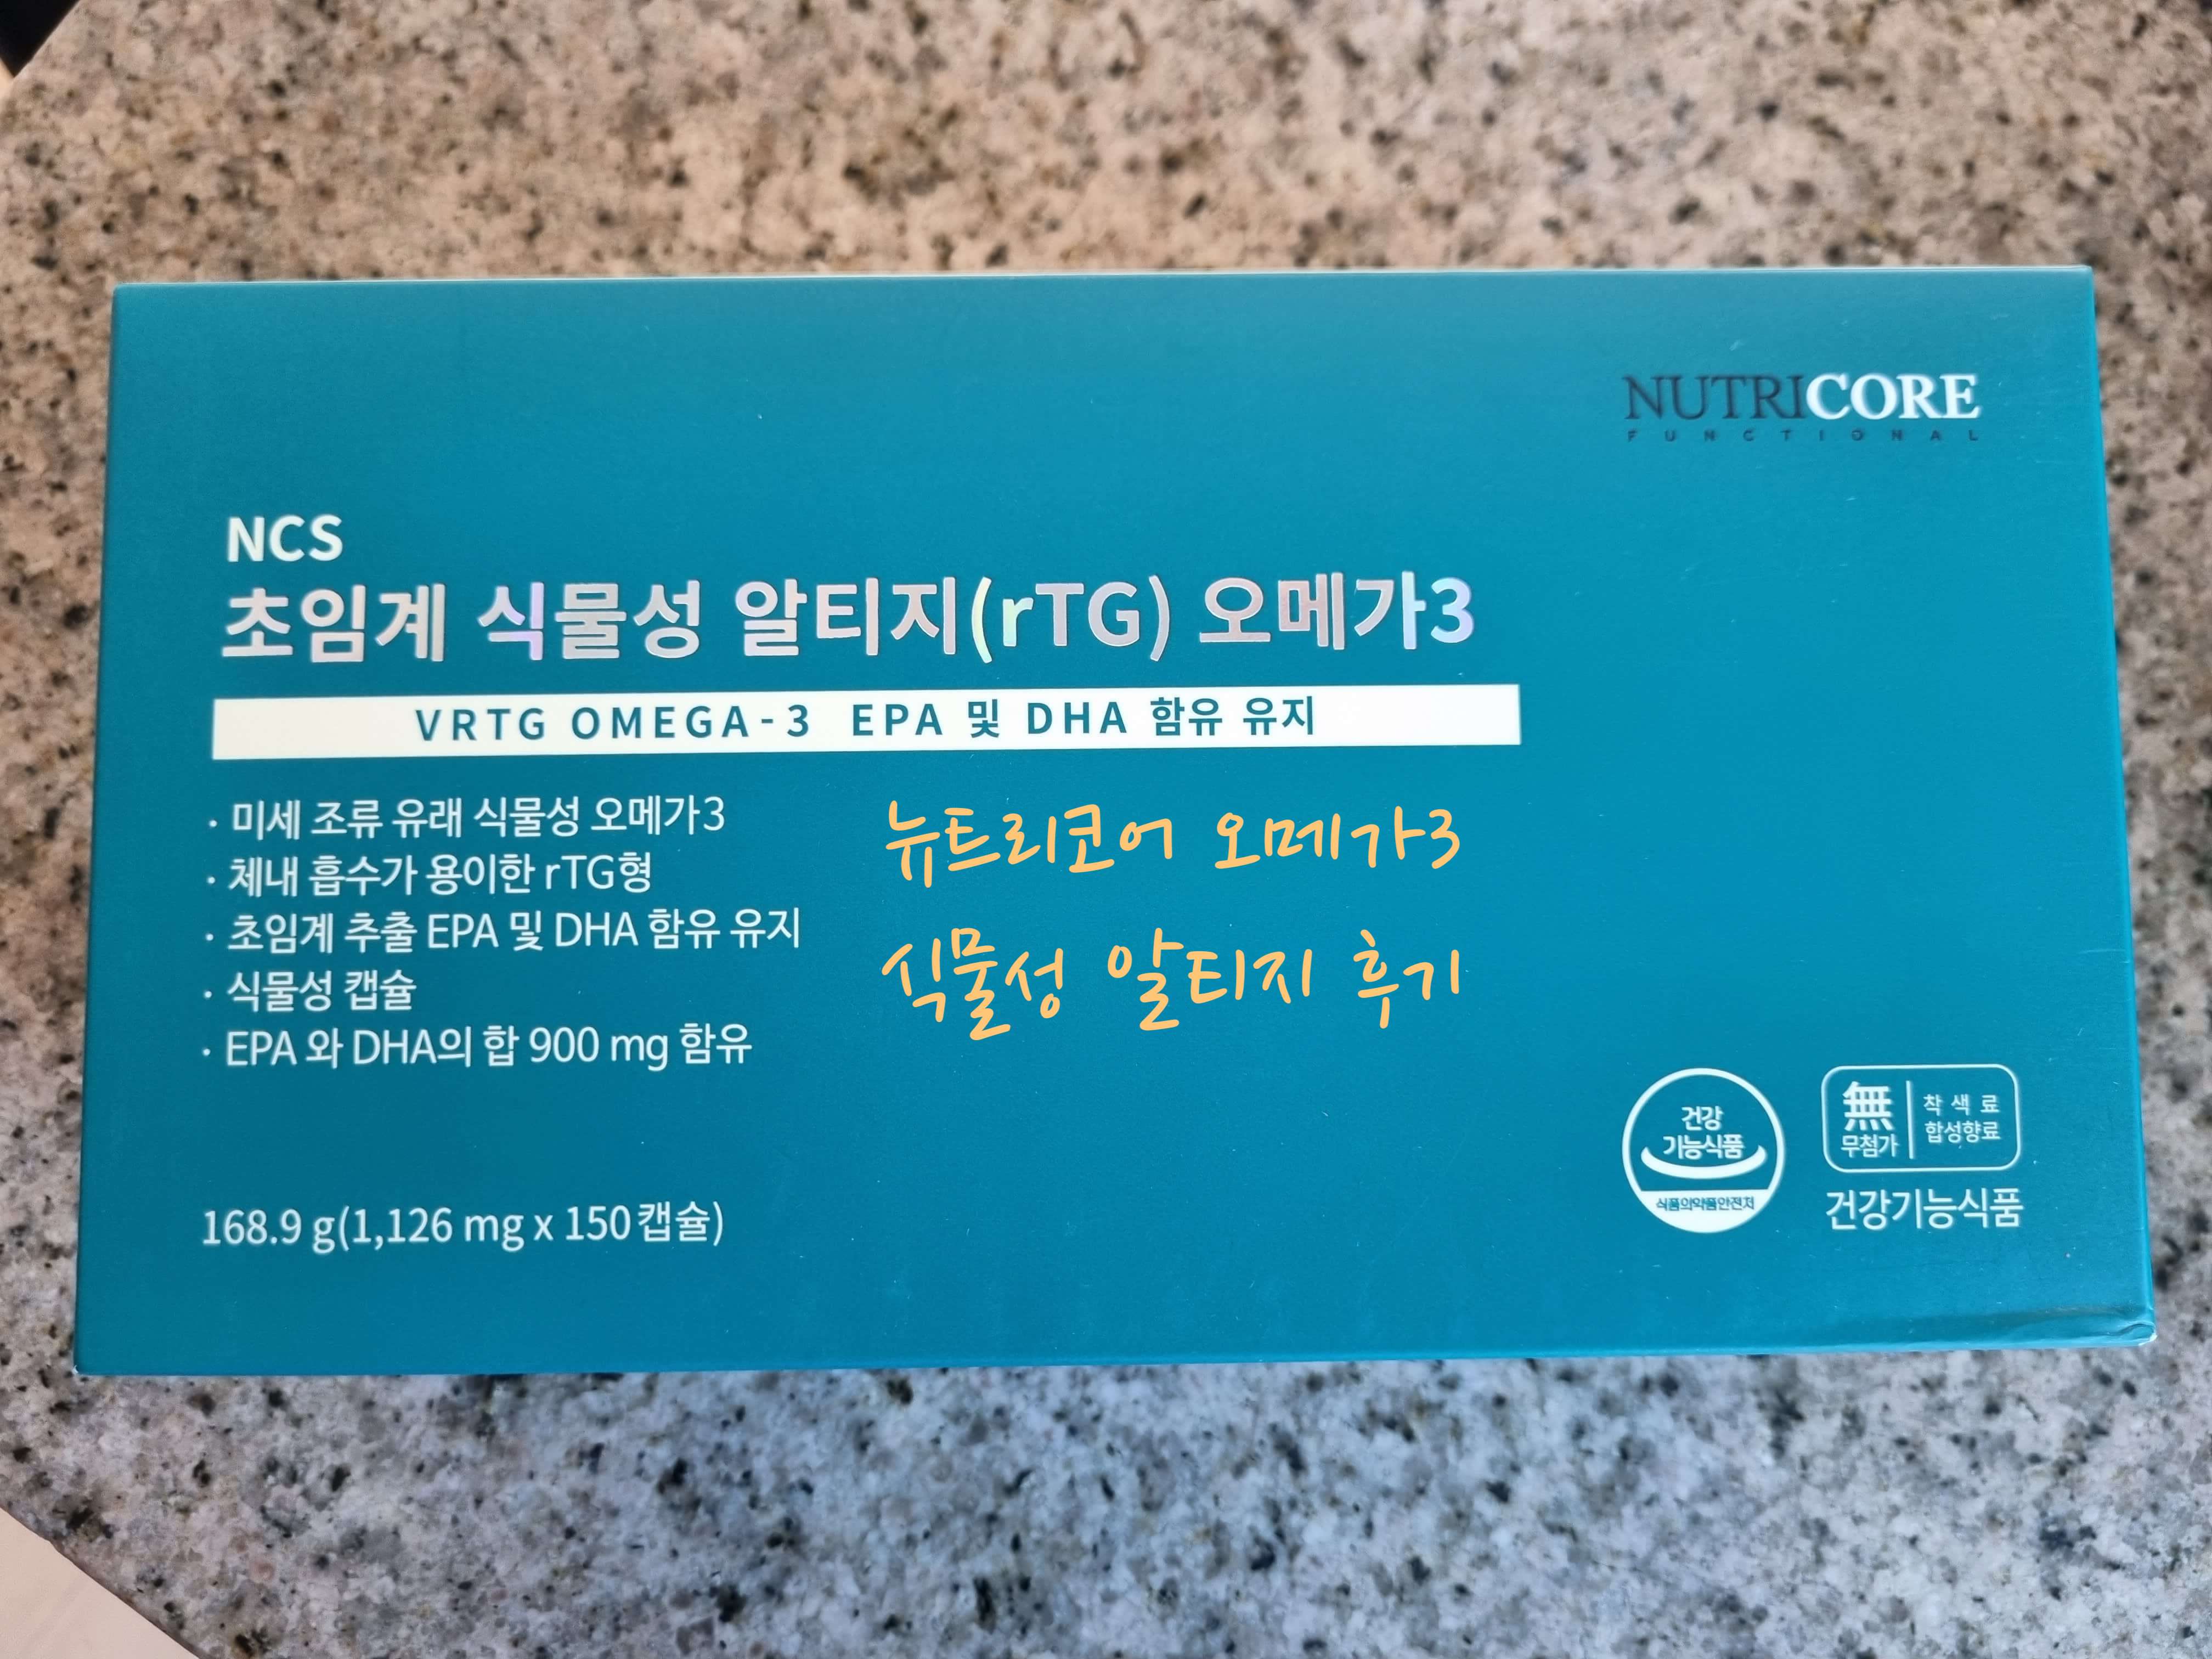 NUTRICORE
FUNCTIONAL
NCS
초임계 식물성 알티지(rTG) 오메가3
VRTG OMEGA-3 EPA 및 DHA 함유 유지
· 미세 조류 유래 식물성 오메가3
· 체내 흡수가 용이한 rTG형
· 초임계 추출 EPA 및 DHA 함유 유지
· 식물성 캡슐
· EPA 와 DHA의 합 900 mg 함유
뉴트리코어 오메가3
식물성 알티지 후기
168.9 g(1,126 mg x 150캡슐)
건강
기능식품
식품의약품안전처
無
무첨가
착색료
합성향료
건강기능식품